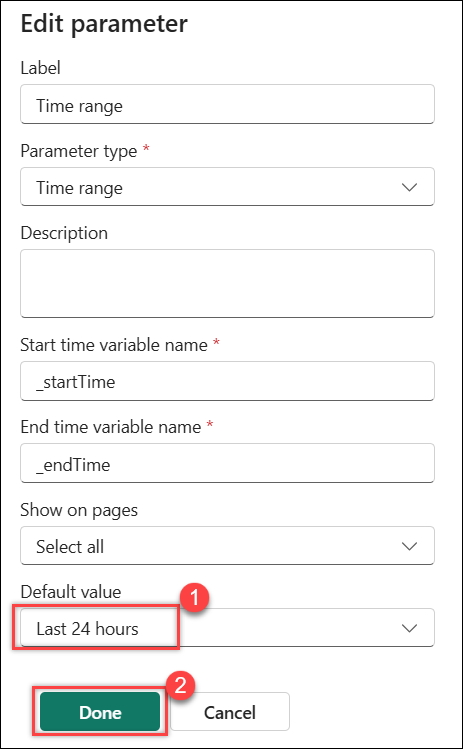 Edit parameter
Label
Time range
Parameter type *
Time range
Description
Start time variable name *
_startTime
End time variable name *
_endTime
Show on pages
Select all
Default value 1
Last 24 hours
2
Done Cancel